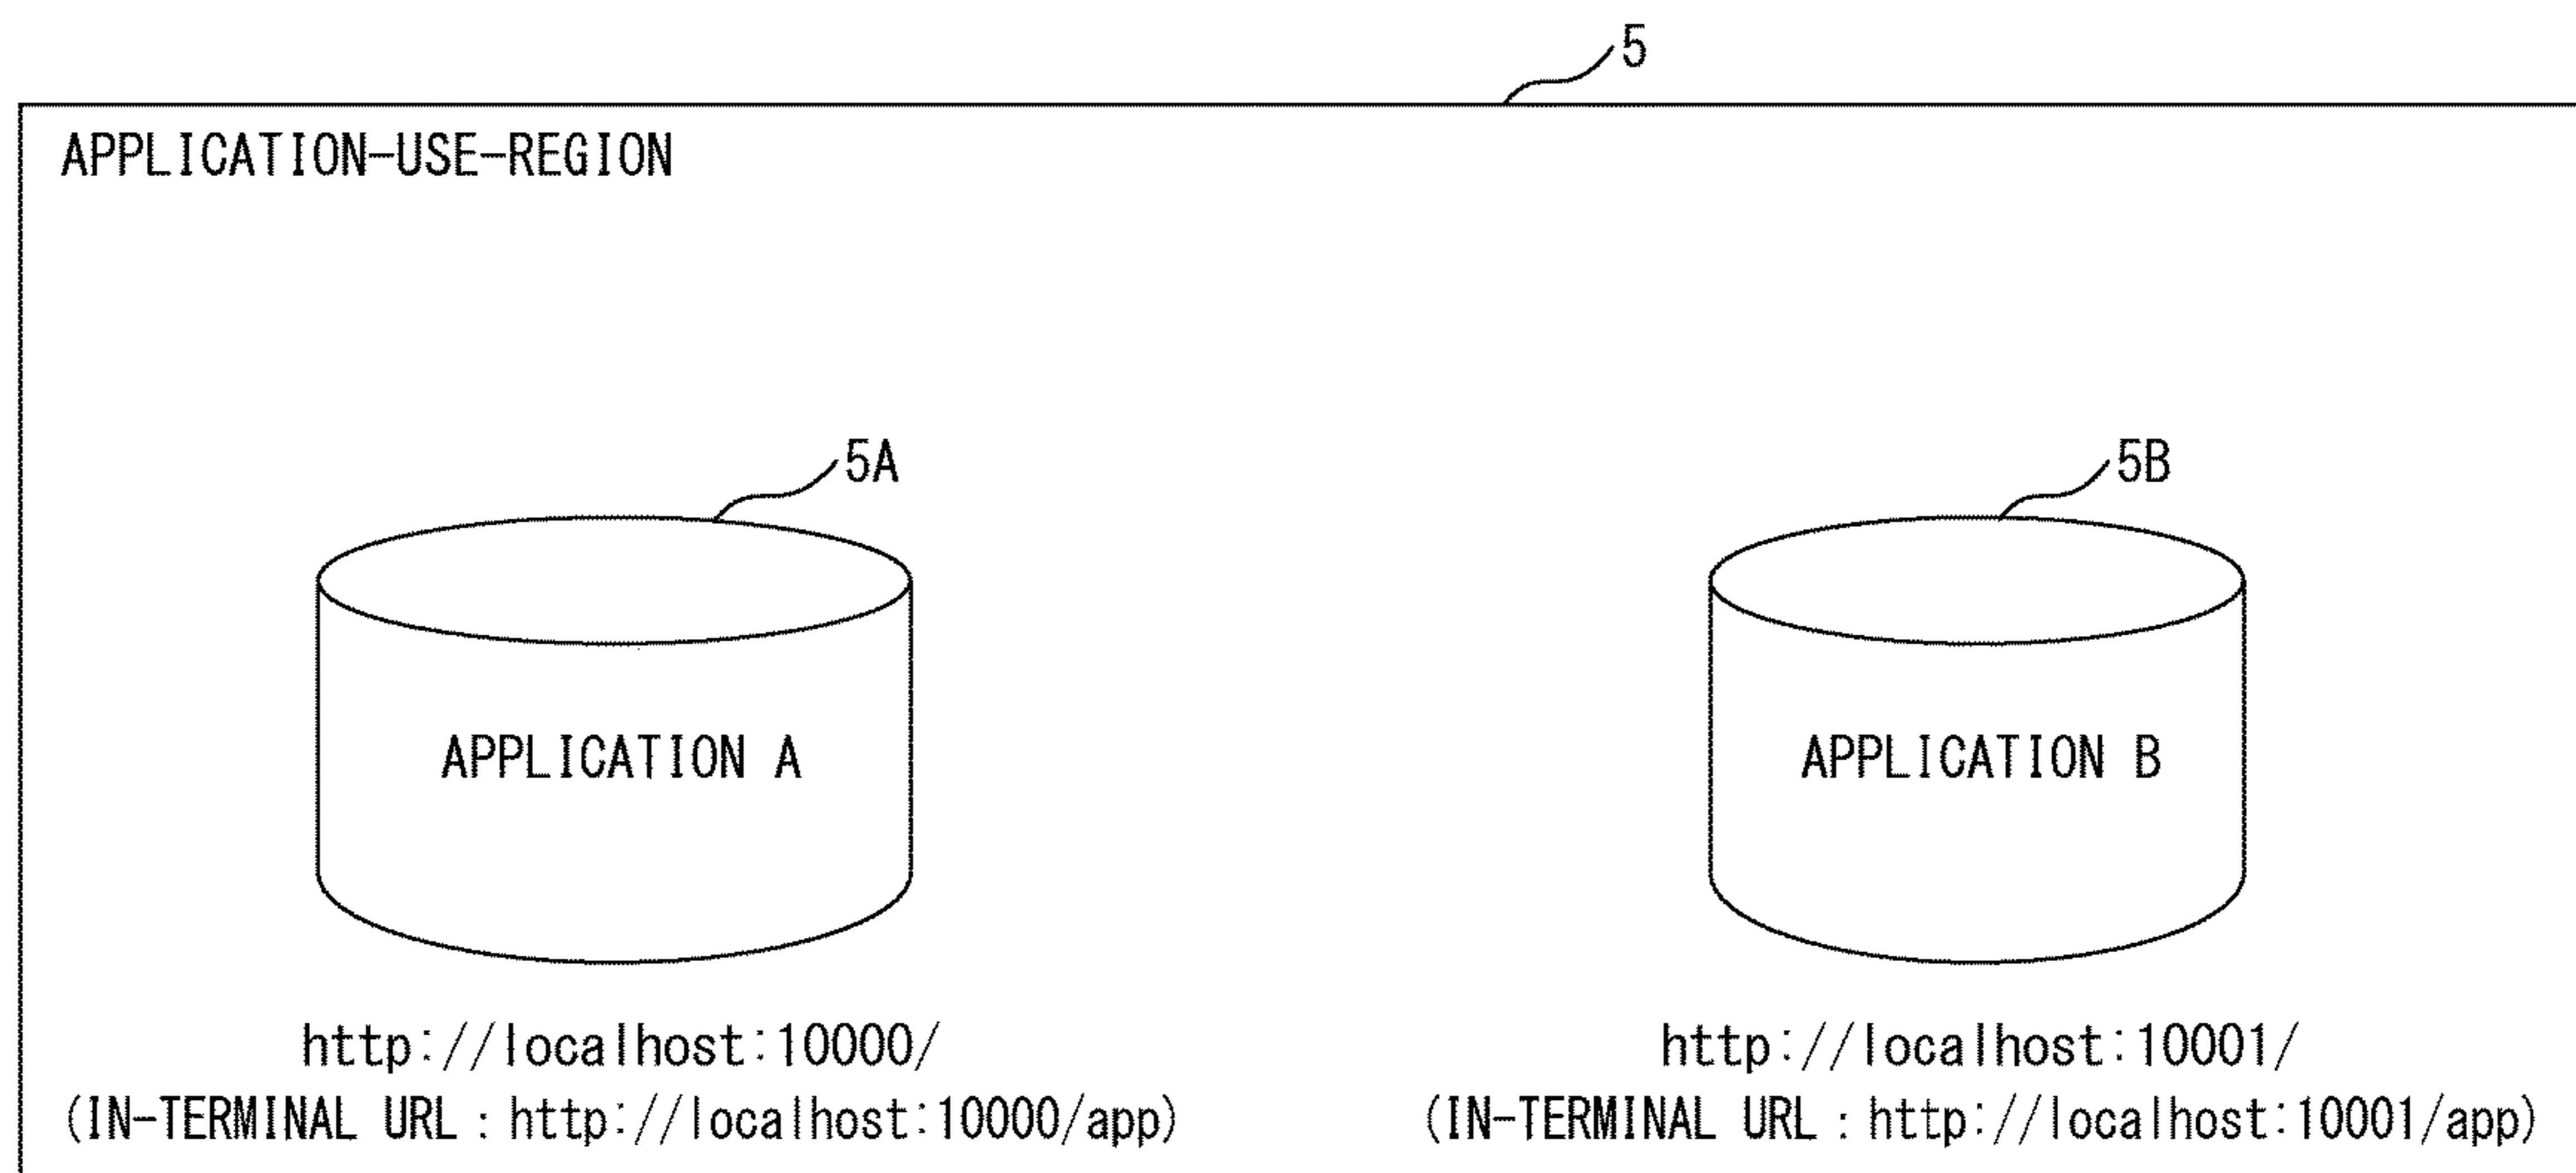 5
APPLICATION-USE-REGION
5A
5B
APPLICATION A
APPLICATION B
http://localhost:10000/
(IN-TERMINAL URL : http://localhost:10000/app)
http://localhost:10001/
(IN-TERMINAL URL : http://localhost:10001/app)